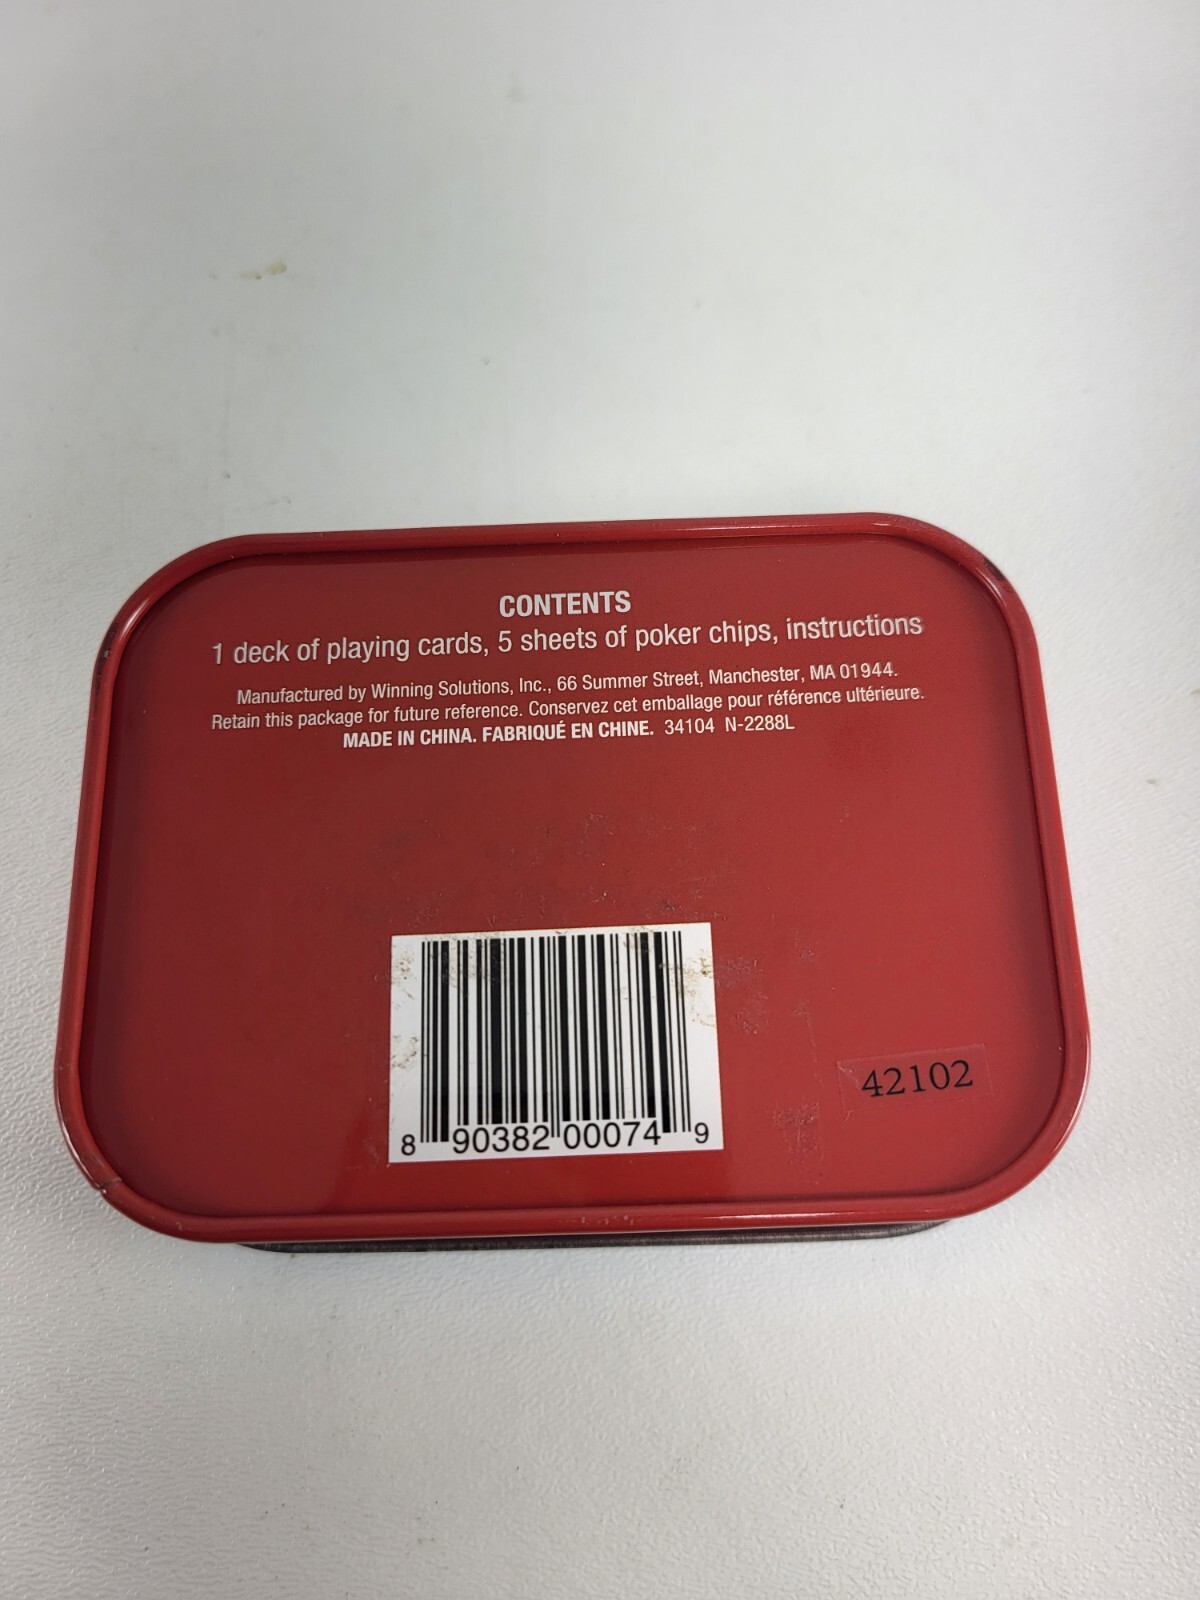 CONTENTS
1 deck of playing cards, 5 sheets of poker chips, instructions
Manufactured by Winning Solutions, Inc., 66 Summer Street, Manchester, MA 01944.
Retain this package for future reference. Conservez cet emballage pour référence ultérieure.
MADE IN CHINA. FABRIQUÉ EN CHINE. 34104 N-2288L
42102
8 90382 00074 9